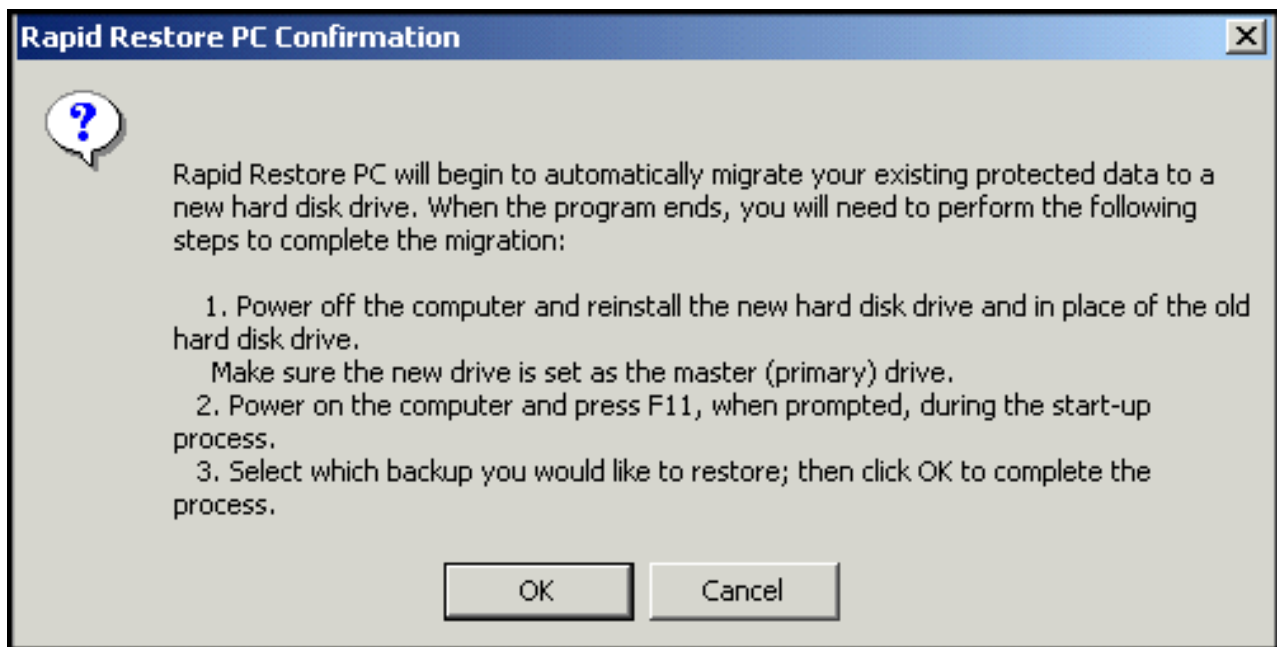 Rapid Restore PC Confirmation
?
Rapid Restore PC will begin to automatically migrate your existing protected data to a
new hard disk drive. When the program ends, you will need to perform the following
steps to complete the migration:
1. Power off the computer and reinstall the new hard disk drive and in place of the old
hard disk drive.
Make sure the new drive is set as the master (primary) drive.
2. Power on the computer and press F11, when prompted, during the start-up
process.
3. Select which backup you would like to restore; then click OK to complete the
process.
OK
Cancel